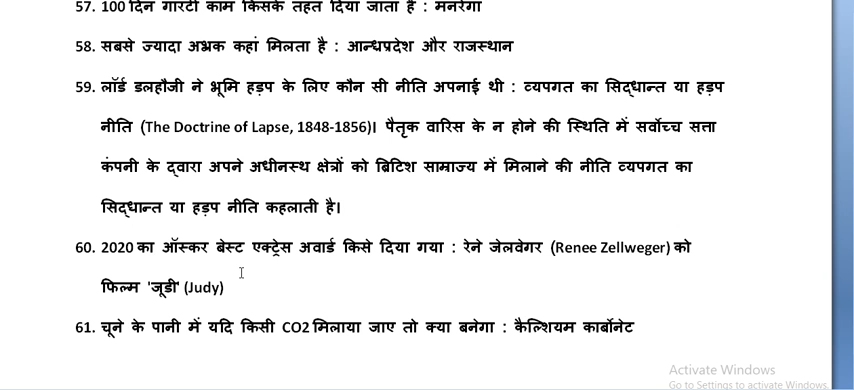 57. 100 दिन गारंटी काम किसके तहत दिया जाता है : मनरेगा
58. सबसे ज्यादा अभ्रक कहां मिलता है : आन्ध्रप्रदेश और राजस्थान
59. लॉर्ड डलहौजी ने भूमि हड़प के लिए कौन सी नीति अपनाई थी : व्यपगत का सिद्धान्त या हड़प
नीति (The Doctrine of Lapse, 1848-1856)। पैतृक वारिस के न होने की स्थिति में सर्वोच्च सत्ता
कंपनी के द्वारा अपने अधीनस्थ क्षेत्रों को ब्रिटिश साम्राज्य में मिलाने की नीति व्यपगत का
सिद्धान्त या हड़प नीति कहलाती है।
60. 2020 का ऑस्कर बेस्ट एक्ट्रेस अवार्ड किसे दिया गया : रेने जेलवेगर (Renee Zellweger) को
फिल्म 'जूडी' (Judy)
61. चूने के पानी में यदि किसी CO2 मिलाया जाए तो क्या बनेगा : कैल्शियम कार्बोनेट
Activate Windows
Go to Settings to activate Windows.